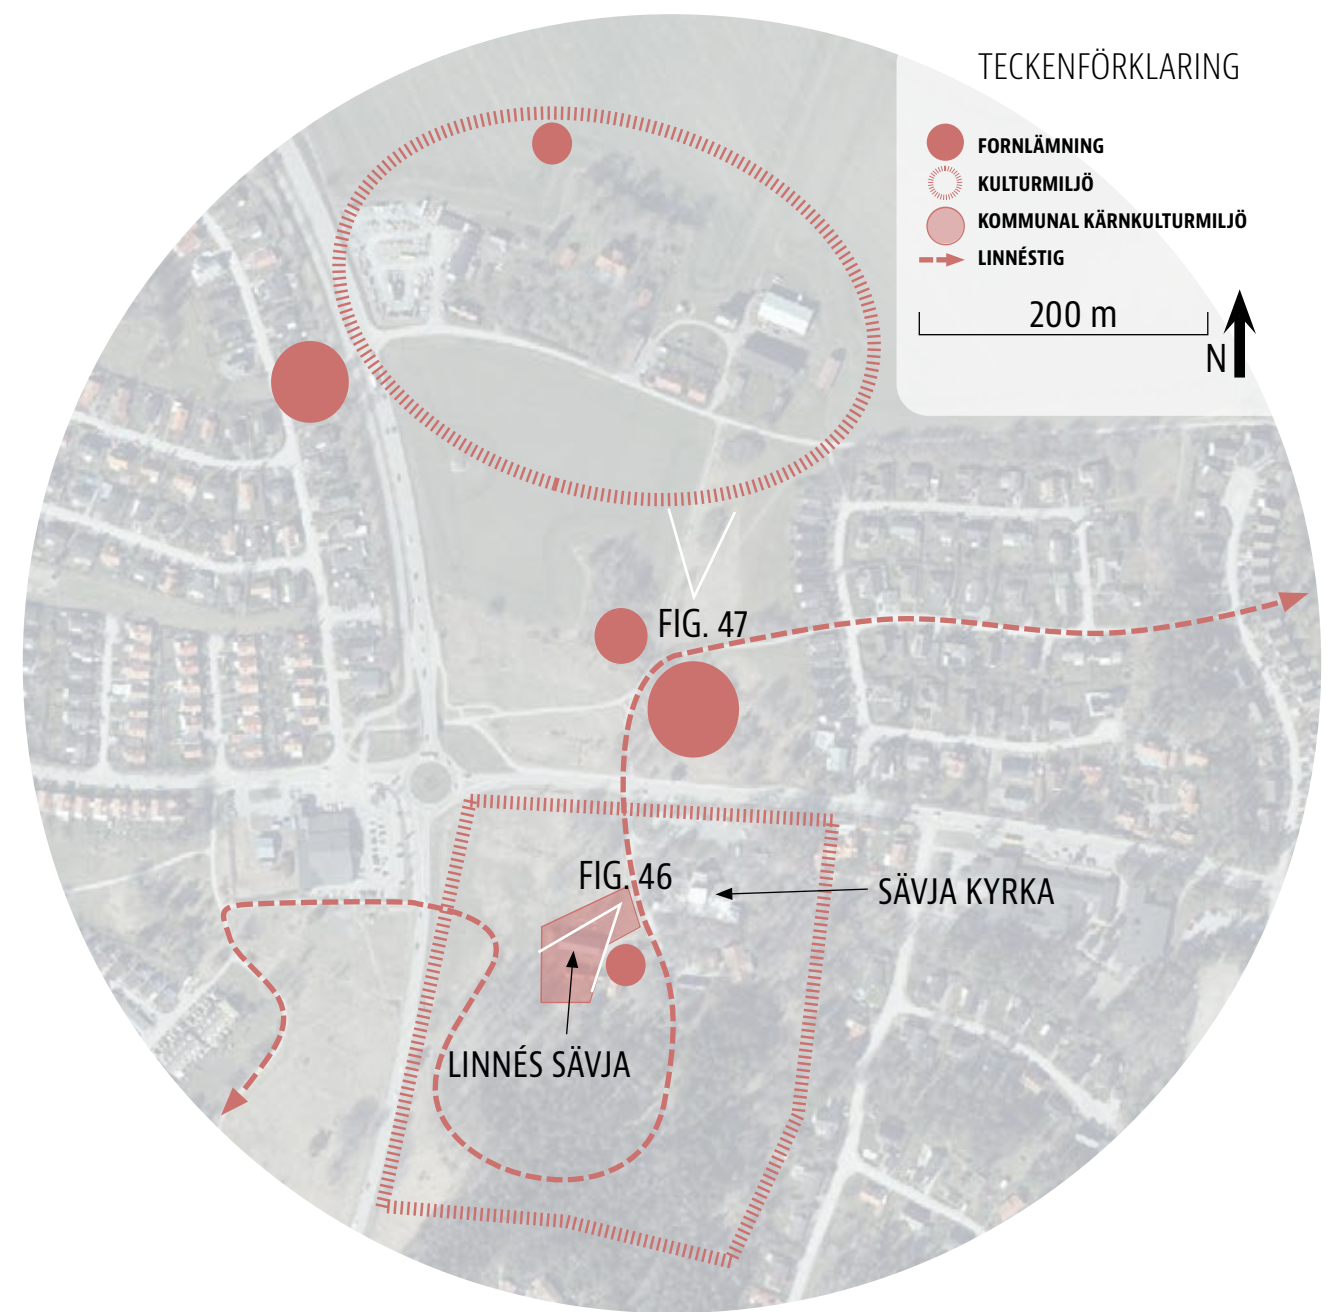 TECKENFÖRKLARING
FORNLÄMNING
KULTURMILJÖ
KOMMUNAL KÄRNKULTURMILJÖ
LINNÉSTIG
200 m
N
FIG. 47
FIG. 46
SÄVJA KYRKA
LINNÉS SÄVJA